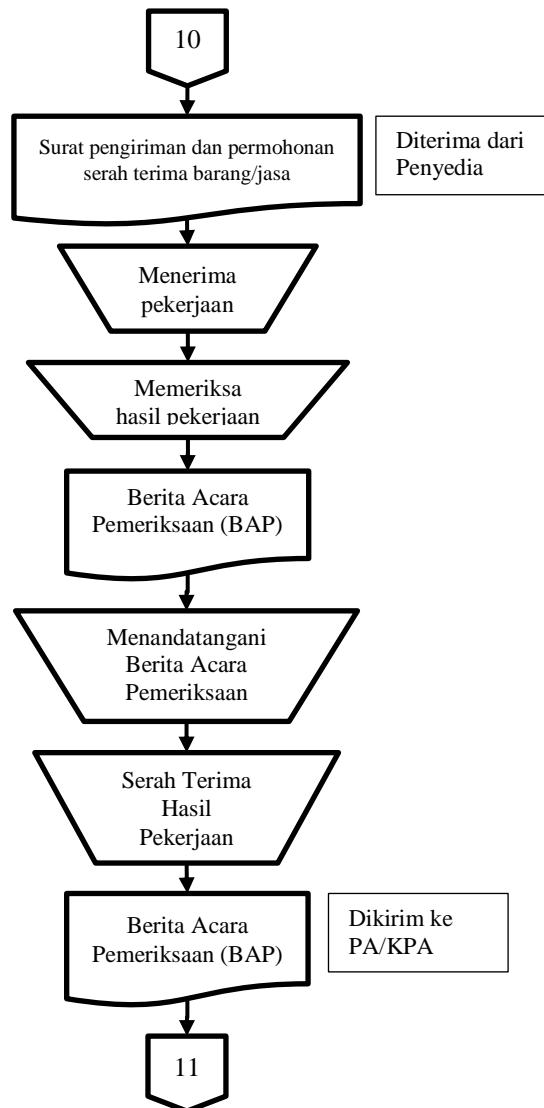 10
Surat pengiriman dan permohonan
serah terima barang/jasa
Diterima dari
Penyedia
Menerima
pekerjaan
Memeriksa
hasil pekerjaan
Berita Acara
Pemeriksaan (BAP)
Menandatangani
Berita Acara
Pemeriksaan
Serah Terima
Hasil
Pekerjaan
Berita Acara
Pemeriksaan (BAP)
Dikirim ke
PA/KPA
11